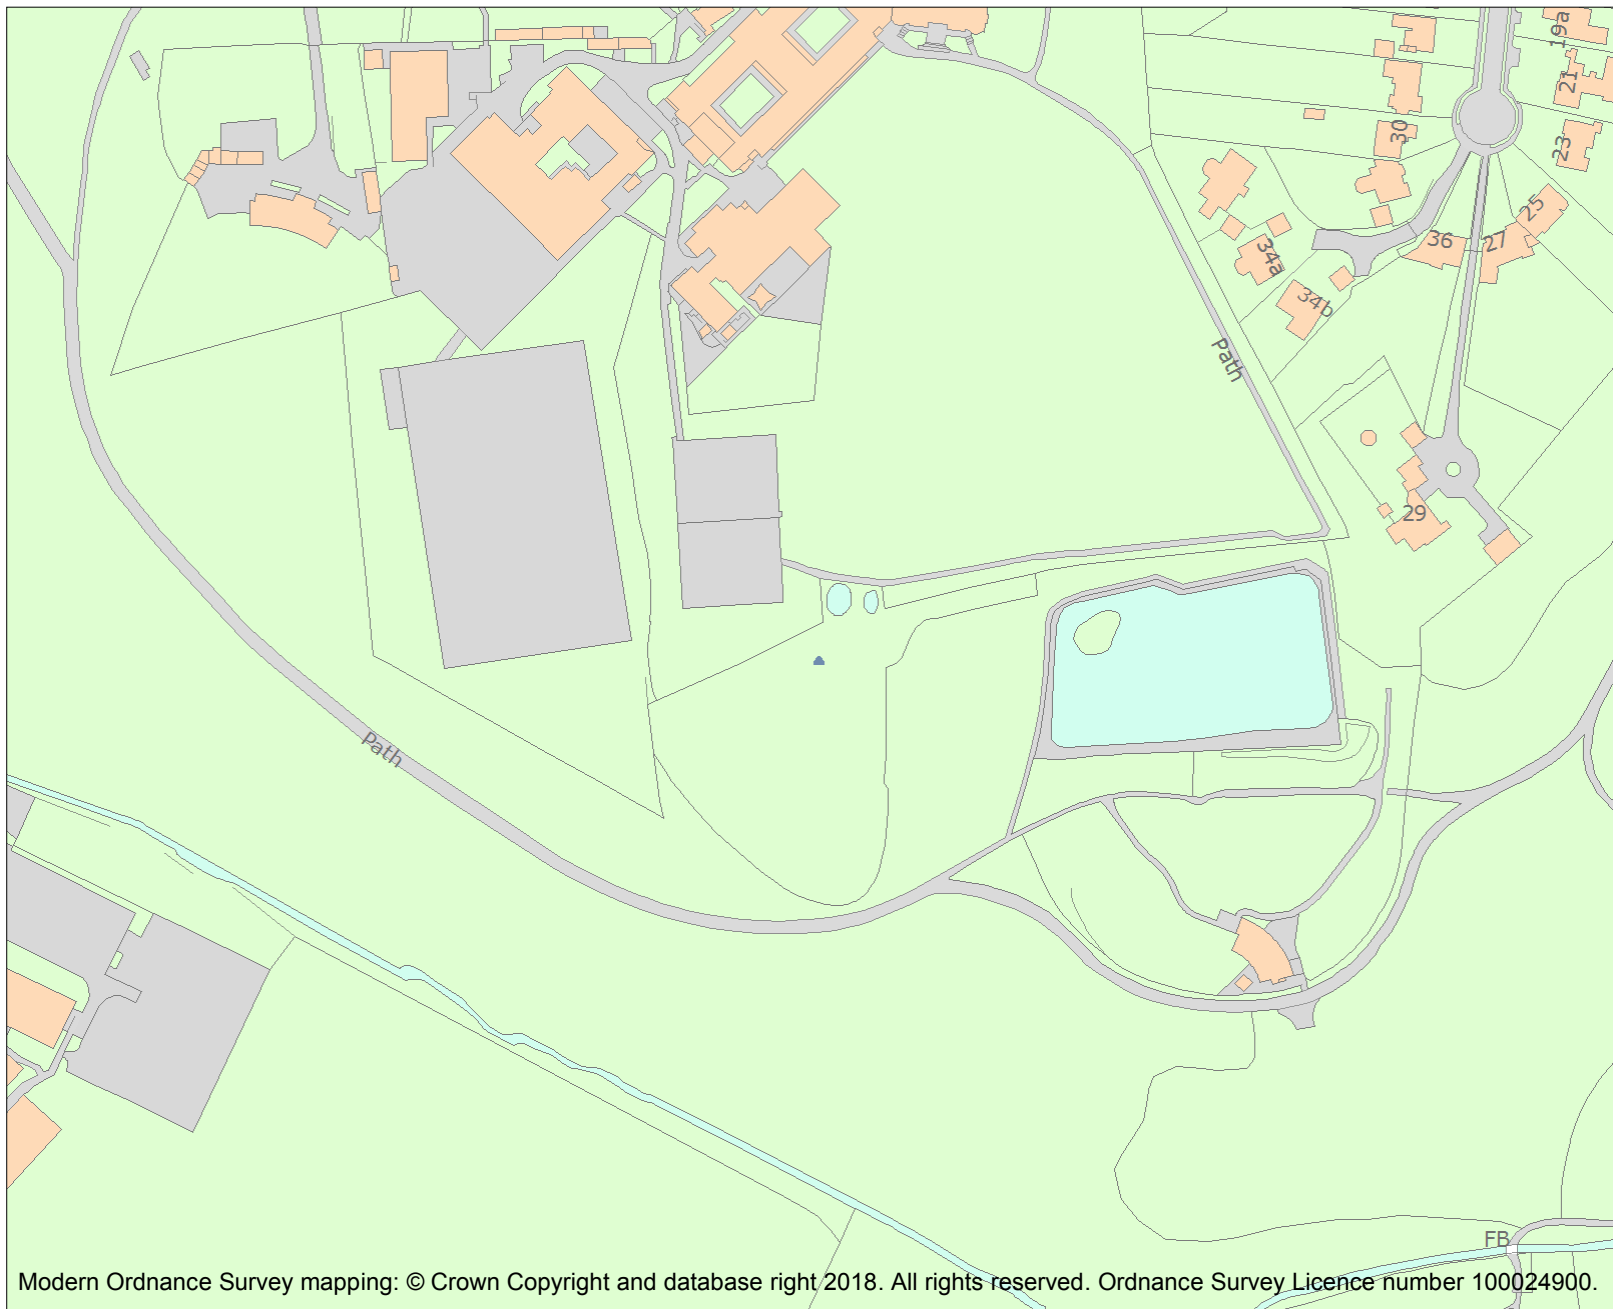 19a
21
30
23
25
36
27
34a
34b
Path
29
Path
FB
Modern Ordnance Survey mapping: © Crown Copyright and database right 2018. All rights reserved. Ordnance Survey Licence number 100024900.